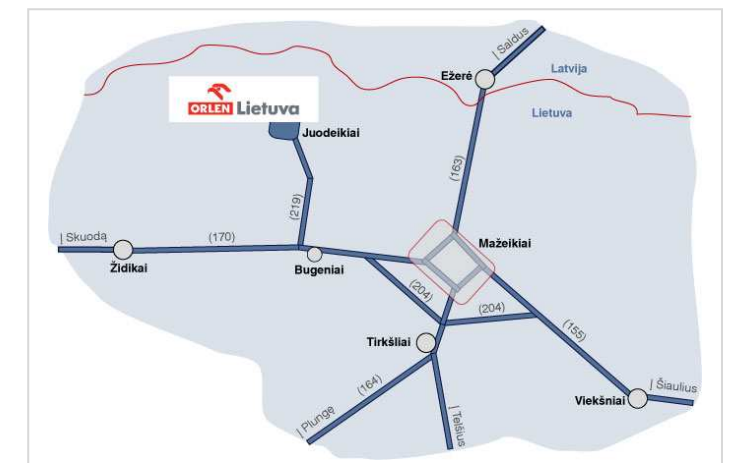 Į Saldus
Ežerė
Latvija
ORLEN Lietuva
Lietuva
Juodeikiai
(163)
(219)
Į Skuodą
(170)
Mažeikiai
Židikai
Bugeniai
(204)
(204)
(155)
Tirkšliai
(164)
Į Šiaulius
Viekšniai
Į Plungę
Į Telšius